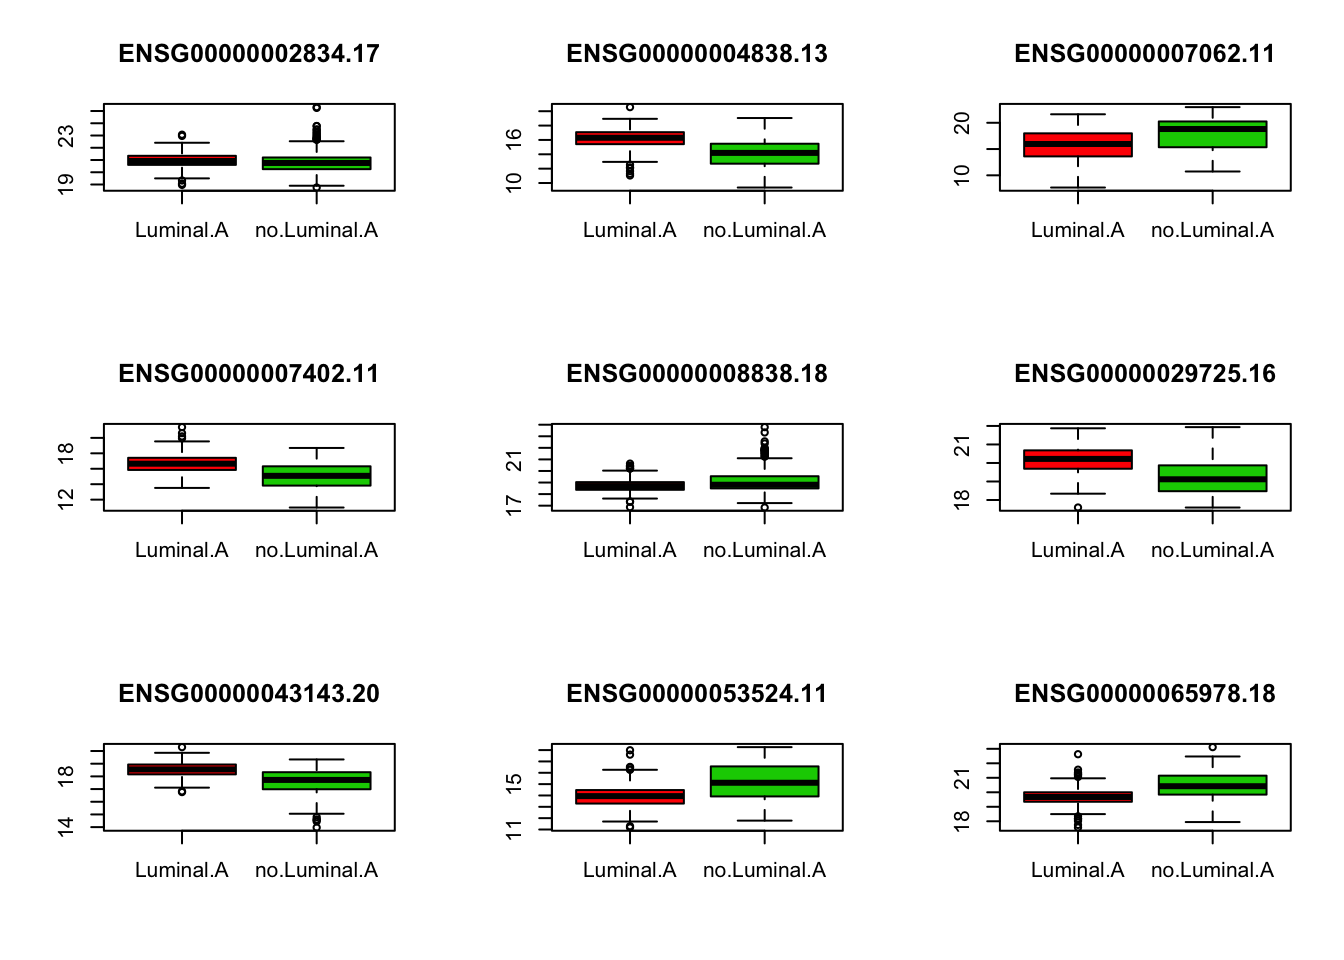 ENSG00000002834.17
23
19
Luminal.A no.Luminal.A
ENSG00000004838.13
16
10
Luminal.A no.Luminal.A
ENSG00000007062.11
20
10
Luminal.A no.Luminal.A
ENSG00000007402.11
18
12
Luminal.A no.Luminal.A
ENSG00000008838.18
21
17
Luminal.A no.Luminal.A
ENSG00000029725.16
21
18
Luminal.A no.Luminal.A
ENSG00000043143.20
18
14
Luminal.A no.Luminal.A
ENSG00000053524.11
15
11
Luminal.A no.Luminal.A
ENSG00000065978.18
21
18
Luminal.A no.Luminal.A